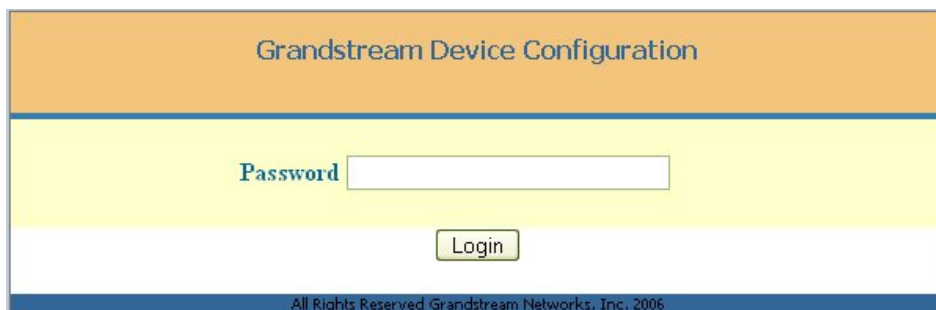 Grandstream Device Configuration
Password
Login
All Rights Reserved Grandstream Networks, Inc. 2006